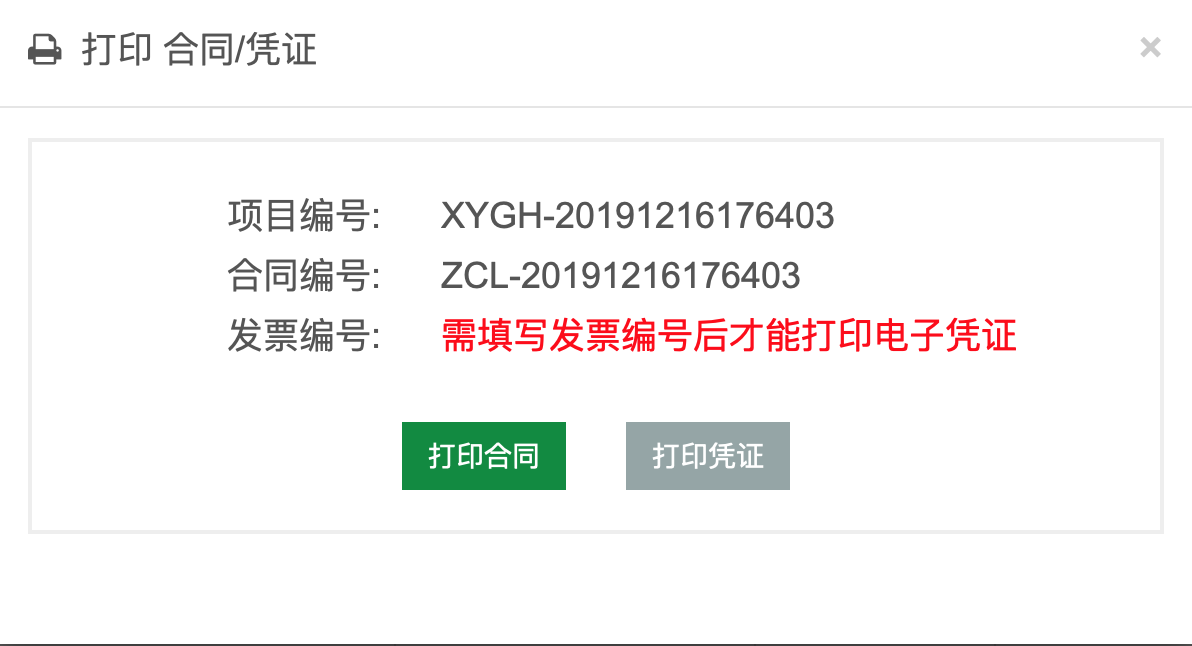 打印 合同/凭证
×
项目编号: XYGH-20191216176403
合同编号: ZCL-20191216176403
发票编号: 需填写发票编号后才能打印电子凭证
打印合同 打印凭证